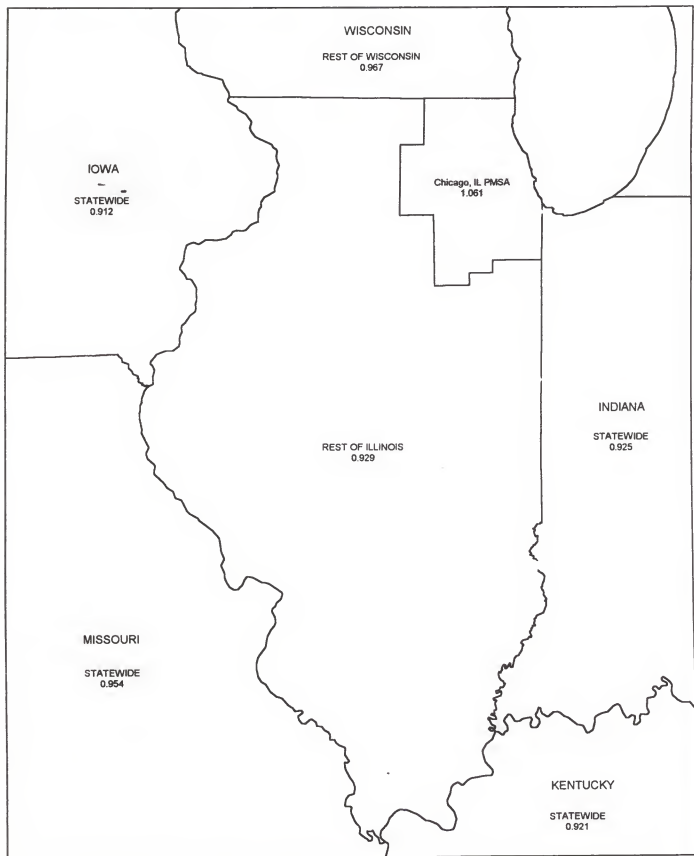 WISCONSIN
REST OF WISCONSIN
0.967
IOWA
STATEWIDE
0.912
Chicago, IL PMSA
1.061
INDIANA
STATEWIDE
0.925
REST OF ILLINOIS
0.929
MISSOURI
STATEWIDE
0.954
KENTUCKY
STATEWIDE
0.921